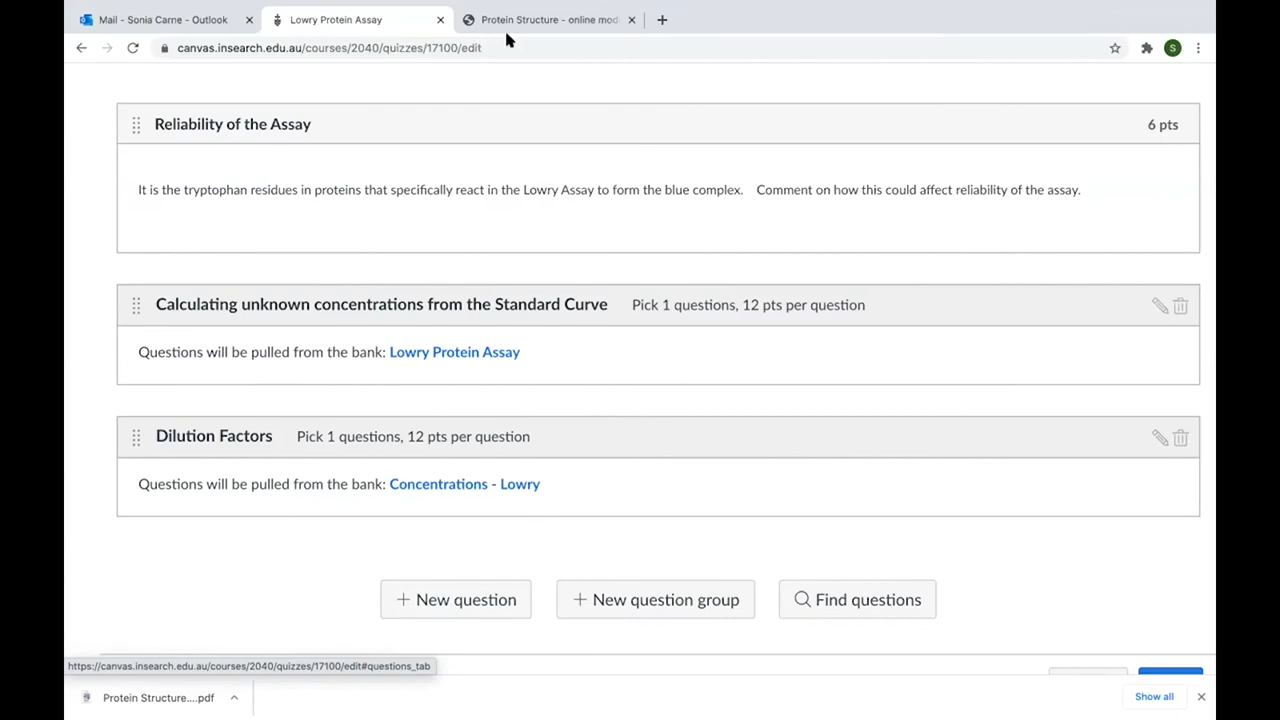 Mail - Sonia Carne - Outlook
Lowry Protein Assay
Protein Structure - online mod
canvas.insearch.edu.au/courses/2040/quizzes/17100/edit
S
Reliability of the Assay
6 pts
It is the tryptophan residues in proteins that specifically react in the Lowry Assay to form the blue complex. Comment on how this could affect reliability of the assay.
Calculating unknown concentrations from the Standard Curve
Pick 1 questions, 12 pts per question
Questions will be pulled from the bank: Lowry Protein Assay
Dilution Factors
Pick 1 questions, 12 pts per question
Questions will be pulled from the bank: Concentrations - Lowry
+ New question
+ New question group
Find questions
https://canvas.insearch.edu.au/courses/2040/quizzes/17100/edit#questions_tab
Protein Structure....pdf
Show all